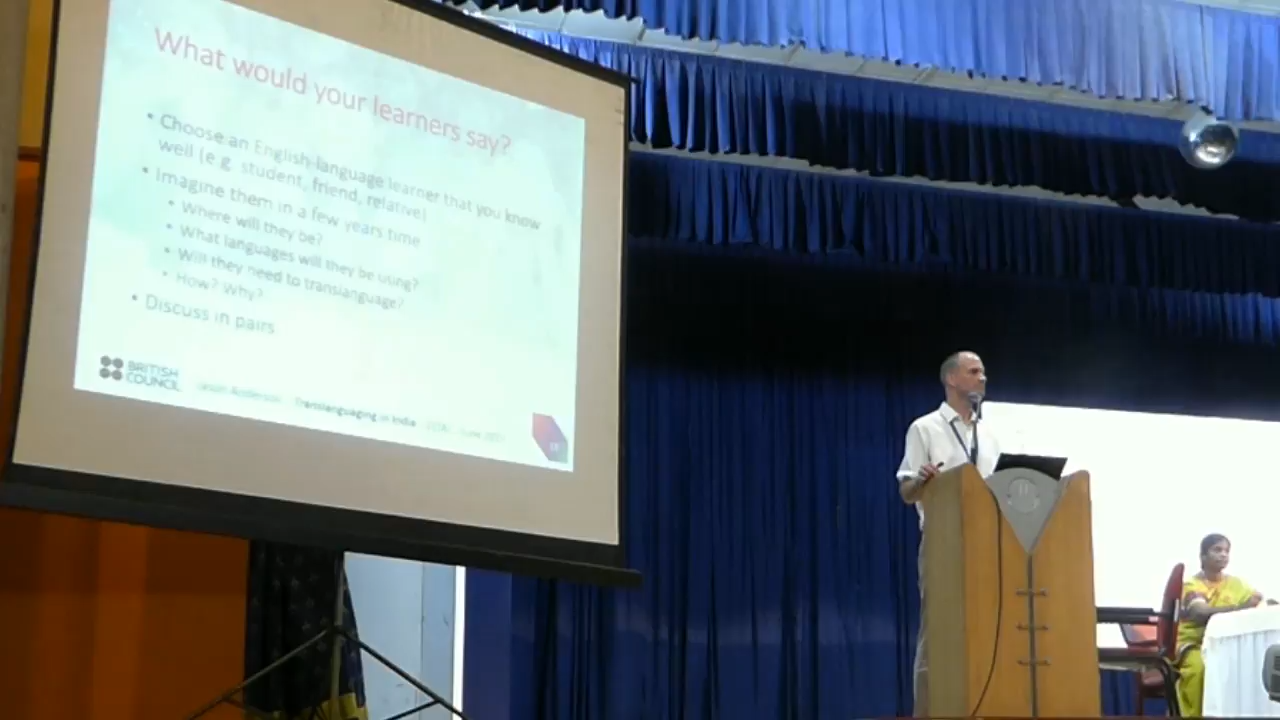 What would your learners say?
• Choose an English-language learner that you know
well (e.g. student, friend, relative)
• Imagine them in a few years time
• Where will they be?
• What languages will they be using?
• Will they need to translanguage?
• How? Why?
• Discuss in pairs
BRITISH
COUNCIL
Jason Anderson Translanguaging in India